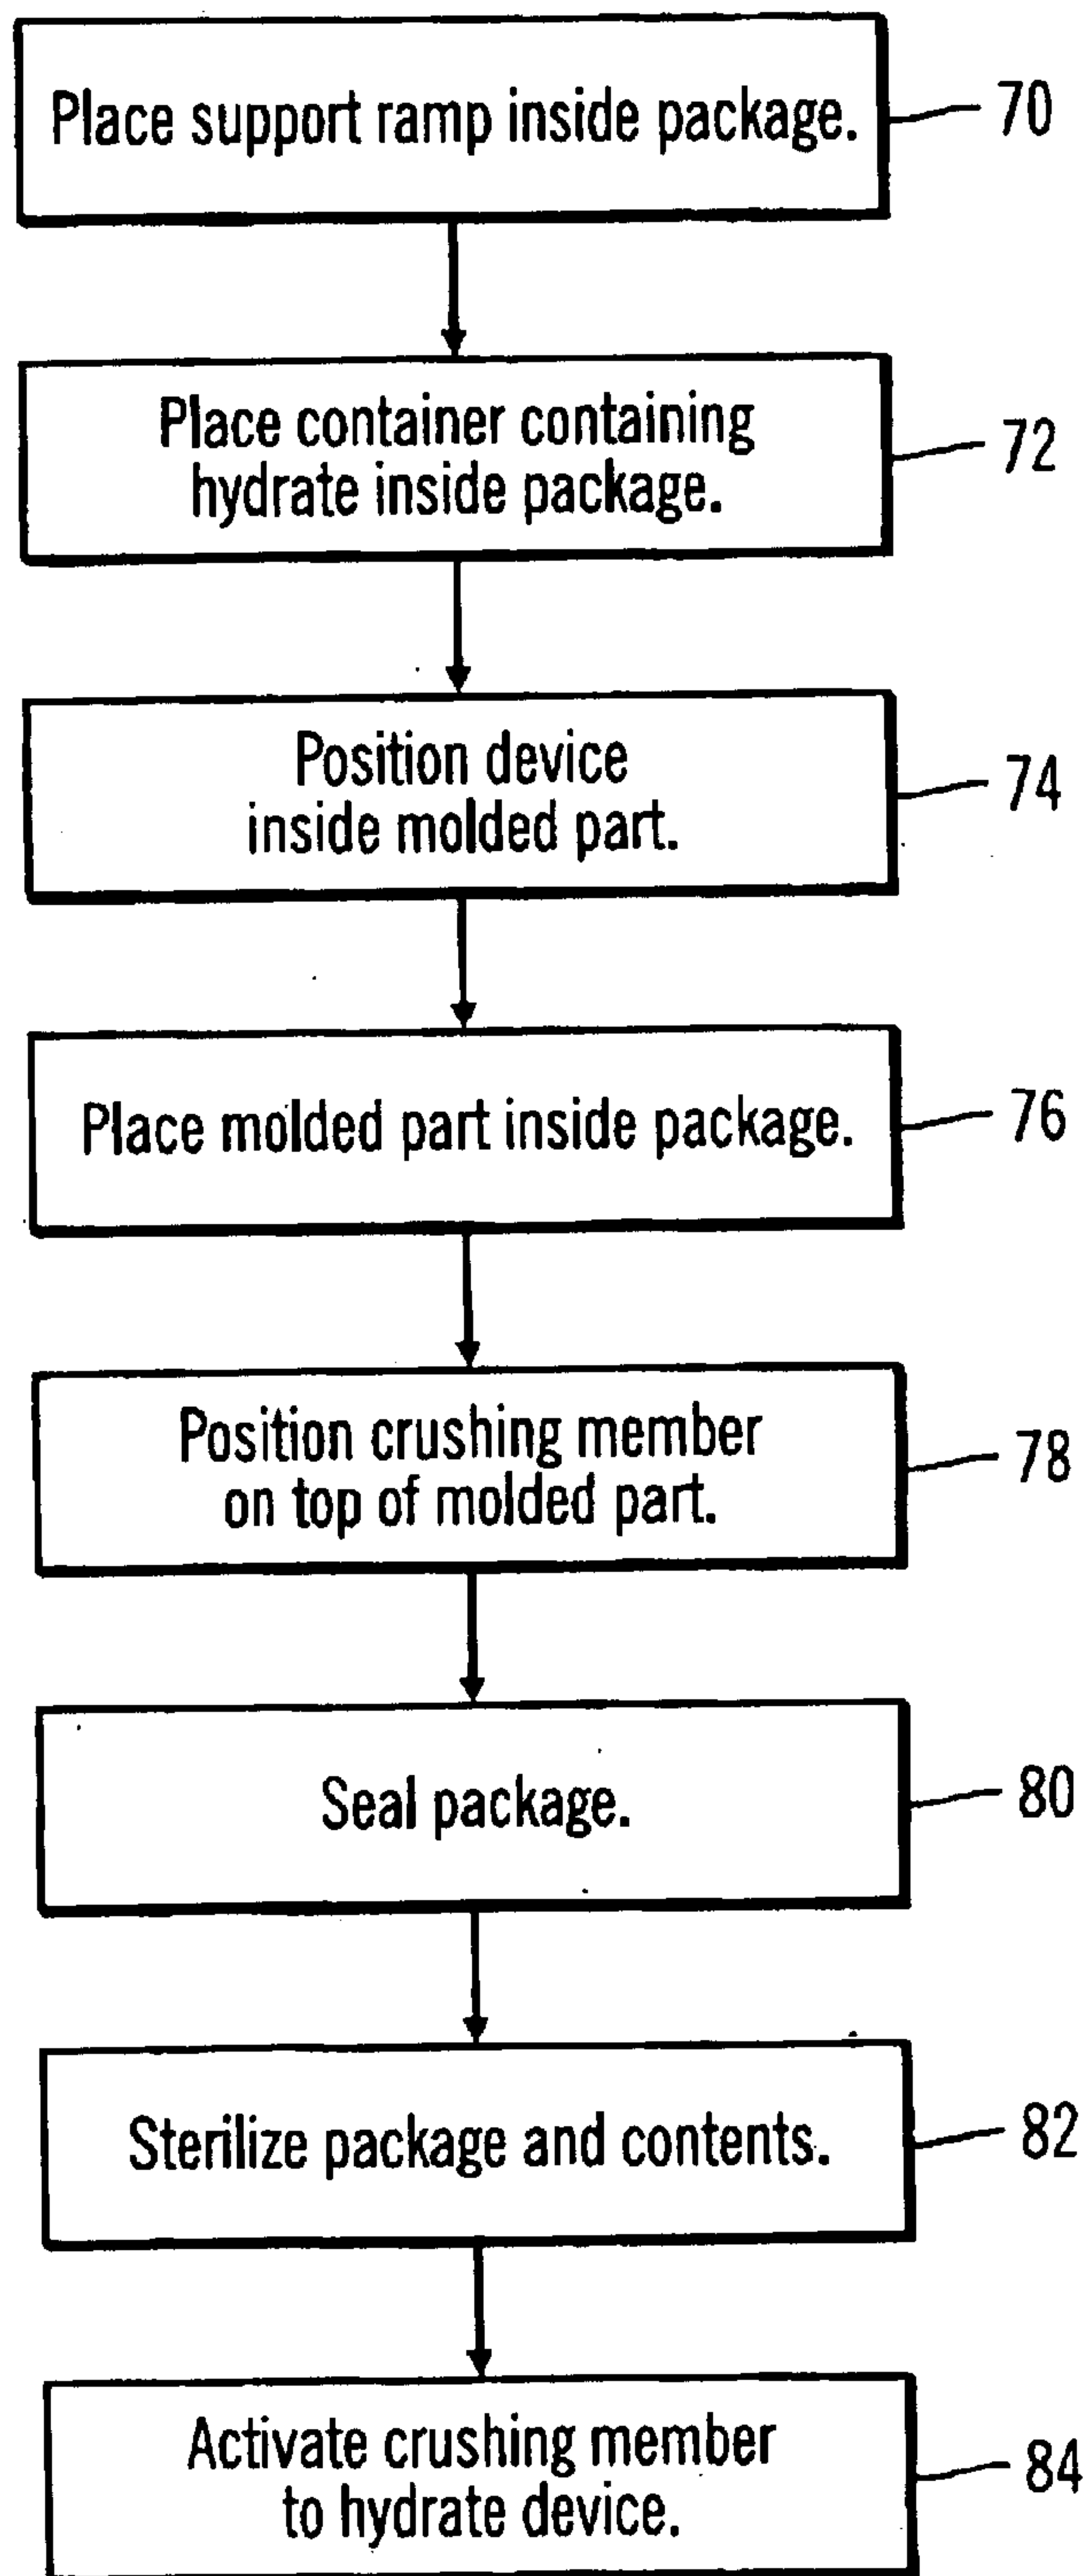 Place support ramp inside package.
70
Place container containing
hydrate inside package.
72
Position device
inside molded part.
74
Place molded part inside package.
76
Position crushing member
on top of molded part.
78
Seal package.
80
Sterilize package and contents.
82
Activate crushing member
to hydrate device.
84